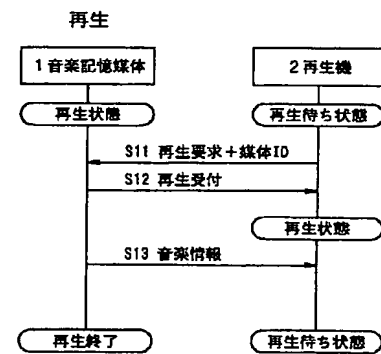 再生
1 音楽記憶媒体
2 再生機
再生状態
再生待ち状態
S11 再生要求＋媒体ID
S12 再生受付
再生状態
S13 音楽情報
再生終了
再生待ち状態